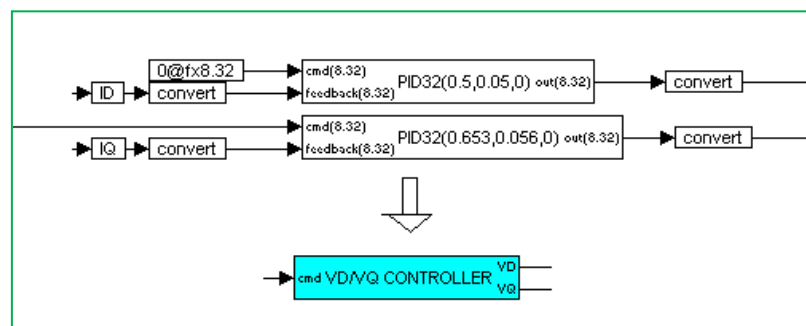 0@fx8.32
ID convert
cmd(8.32)
feedback(8.32)
PID32(0.5,0.05,0) out(8.32)
convert
IQ convert
cmd(8.32)
feedback(8.32)
PID32(0.653,0.056,0) out(8.32)
convert
cmd VD/VQ CONTROLLER
VD
VQ